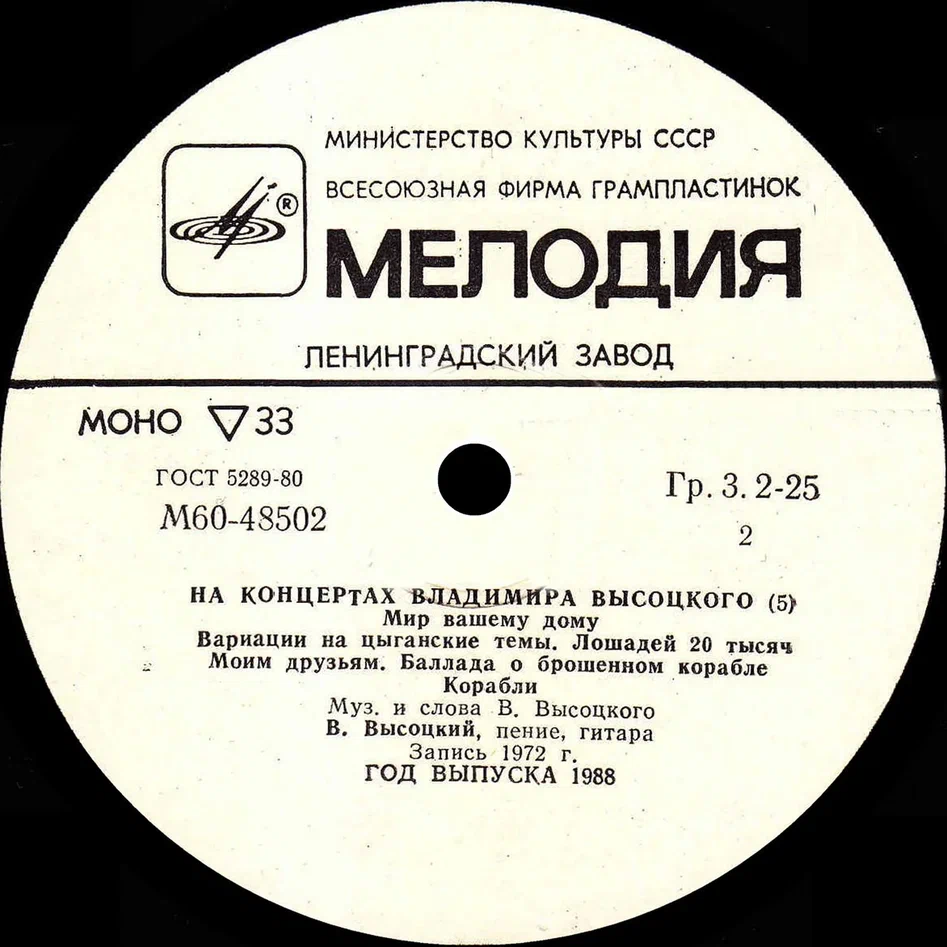 МИНИСТЕРСТВО КУЛЬТУРЫ СССР
ВСЕСОЮЗНАЯ ФИРМА ГРАМПЛАСТИНОК
®
МЕЛОДИЯ
ЛЕНИНГРАДСКИЙ ЗАВОД
МОНО ▽33
ГОСТ 5289-80
М60-48502
Гр. 3. 2-25
2
НА КОНЦЕРТАХ ВЛАДИМИРА ВЫСОЦКОГО (5)
Мир вашему дому
Вариации на цыганские темы. Лошадей 20 тысяч
Моим друзьям. Баллада о брошенном корабле
Корабли
Муз. и слова В. Высоцкого
В. Высоцкий, пение, гитара
Запись 1972 г.
ГОД ВЫПУСКА 1988